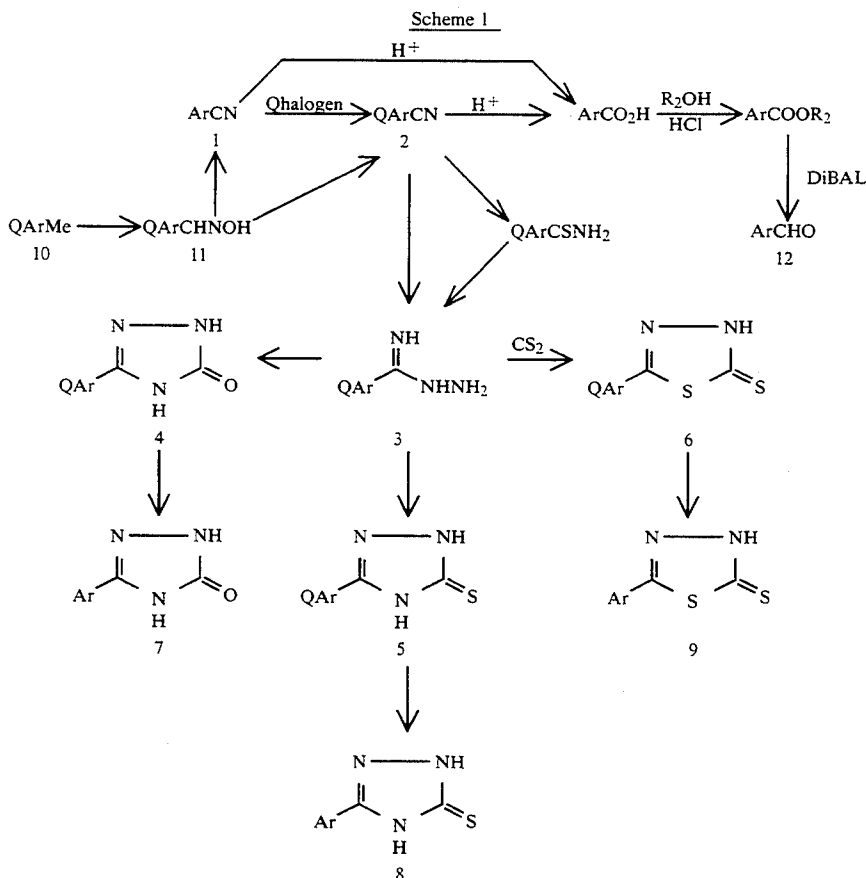 Scheme 1
H+
ArCN Qhalogen QArCN H+ ArCO2H R2OH HCl ArCOOR2
1 2
DiBAL
QArMe QArCHNOH QArCSNH2 ArCHO
10 11 12
N NH
QAr N H O
4
NH
QAr NHNH2
3
CS2
N NH
QAr S S
6
N NH
Ar N H O
7
N NH
QAr N H S
5
N NH
Ar S S
9
N NH
Ar N H S
8